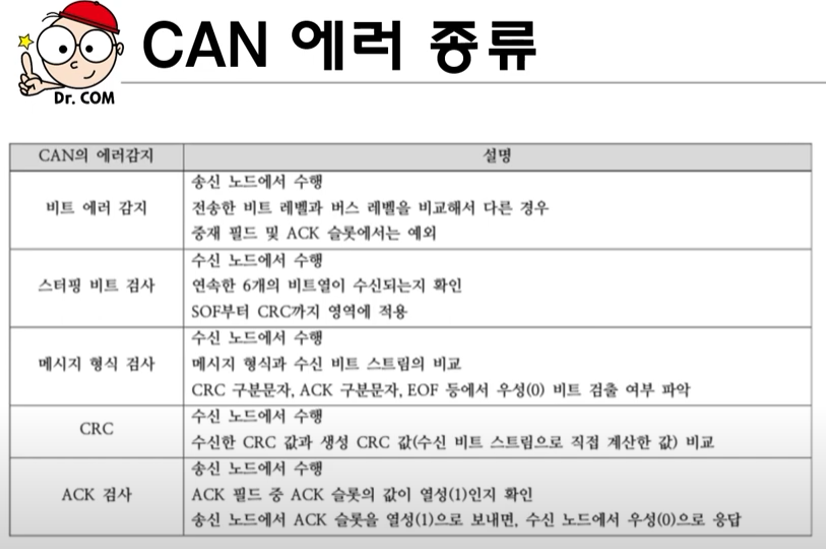 CAN 에러 종류
Dr. COM
CAN의 에러감지
설명
비트 에러 감지
송신 노드에서 수행
전송한 비트 레벨과 버스 레벨을 비교해서 다른 경우
중재 필드 및 ACK 슬롯에서는 예외
스터핑 비트 검사
수신 노드에서 수행
연속한 6개의 비트열이 수신되는지 확인
SOF부터 CRC까지 영역에 적용
메시지 형식 검사
수신 노드에서 수행
메시지 형식과 수신 비트 스트림의 비교
CRC 구분문자, ACK 구분문자, EOF 등에서 우성(0) 비트 검출 여부 파악
CRC
수신 노드에서 수행
수신한 CRC 값과 생성 CRC 값(수신 비트 스트림으로 직접 계산한 값) 비교
ACK 검사
송신 노드에서 수행
ACK 필드 중 ACK 슬롯의 값이 열성(1)인지 확인
송신 노드에서 ACK 슬롯을 열성(1)으로 보내면, 수신 노드에서 우성(0)으로 응답